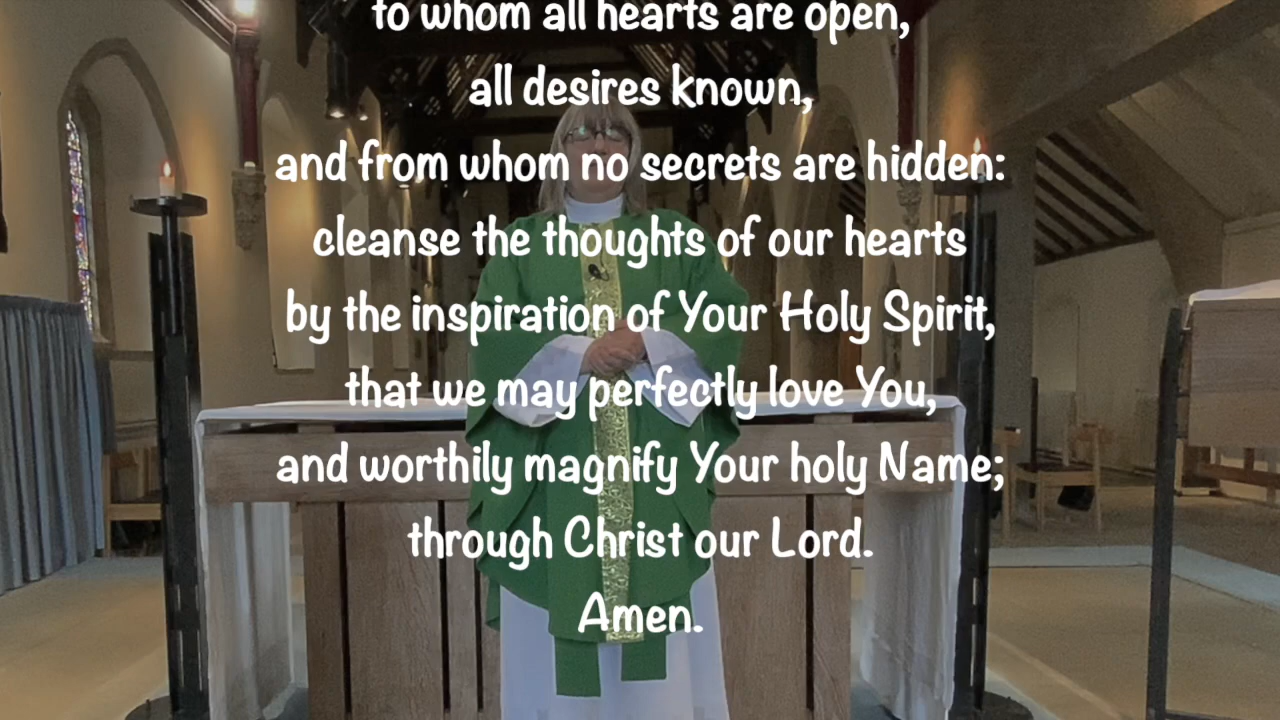 to whom all hearts are open,
all desires known,
and from whom no secrets are hidden:
cleanse the thoughts of our hearts
by the inspiration of Your Holy Spirit,
that we may perfectly love You,
and worthily magnify Your holy Name;
through Christ our Lord.
Amen.